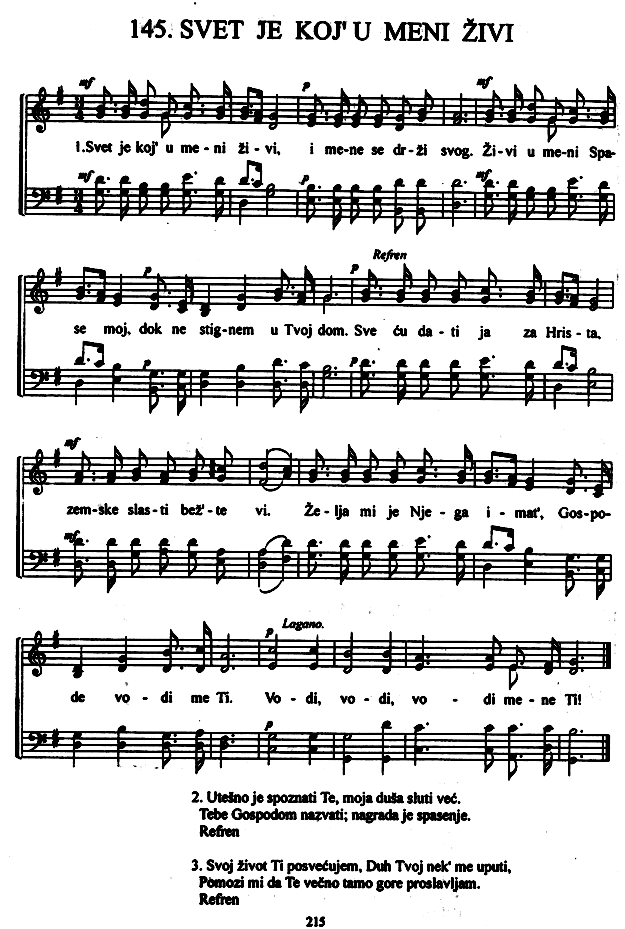 145. SVET JE KOJ' U MENI ŽIVI
mf p mf
1.Svet je koj' u me - ni ži - vi, i me-ne se dr-ži svog. Ži-vi u me-ni Spa-
mf p mf
p Refren p
se moj, dok ne stig-nem u Tvoj dom. Sve ću da - ti ja za Hris - ta,
p p
mf
zem-ske slas-ti bež'-te vi. Že-lja mi je Nje - ga i - mat', Gos-po-
mf
p Lagano.
de vo - di me Ti. Vo - di, vo - di, vo - di me - ne Ti!
p
2. Utešno je spoznati Te, moja duša sluti već.
Tebe Gospodom nazvati; nagrada je spasenje.
Refren
3. Svoj život Ti posvećujem, Duh Tvoj nek' me uputi,
Pomozi mi da Te večno tamo gore proslavljam.
Refren
215